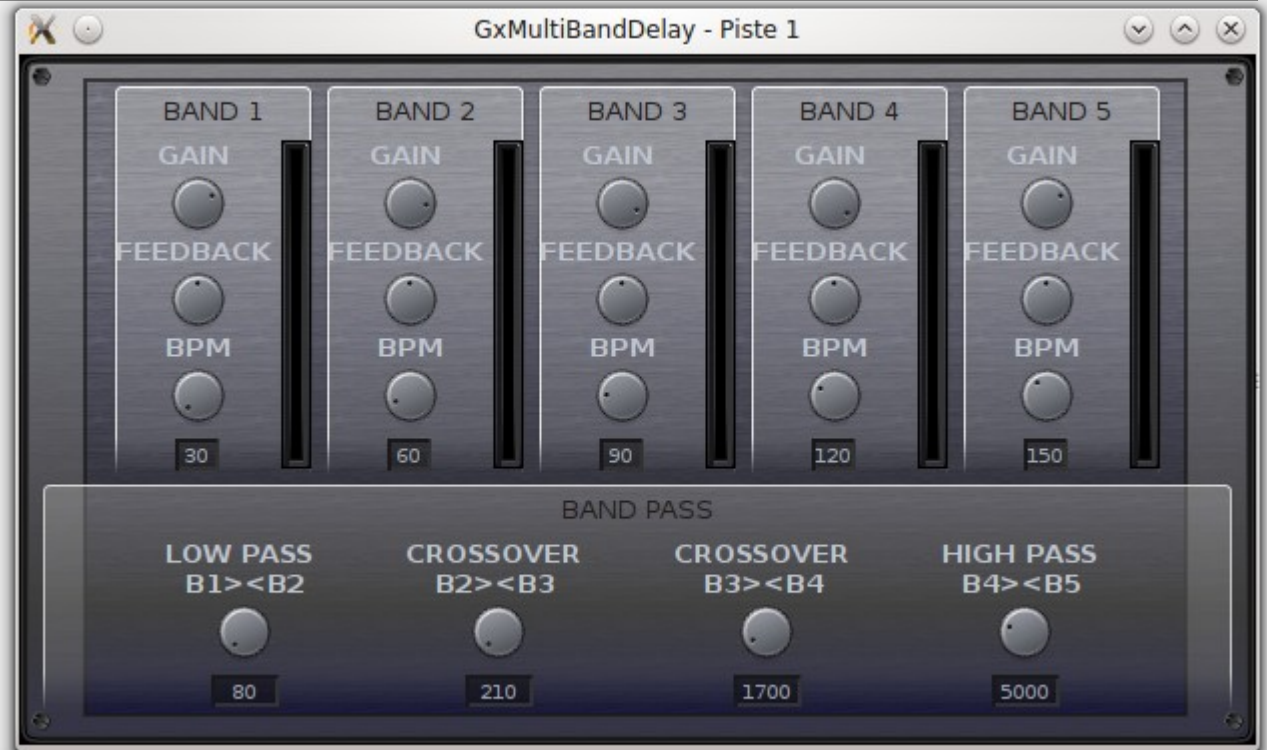 GxMultiBandDelay - Piste 1
BAND 1 BAND 2 BAND 3 BAND 4 BAND 5
GAIN GAIN GAIN GAIN GAIN
FEEDBACK FEEDBACK FEEDBACK FEEDBACK FEEDBACK
BPM BPM BPM BPM BPM
30 60 90 120 150
BAND PASS
LOW PASS CROSSOVER CROSSOVER HIGH PASS
B1><B2 B2><B3 B3><B4 B4><B5
80 210 1700 5000